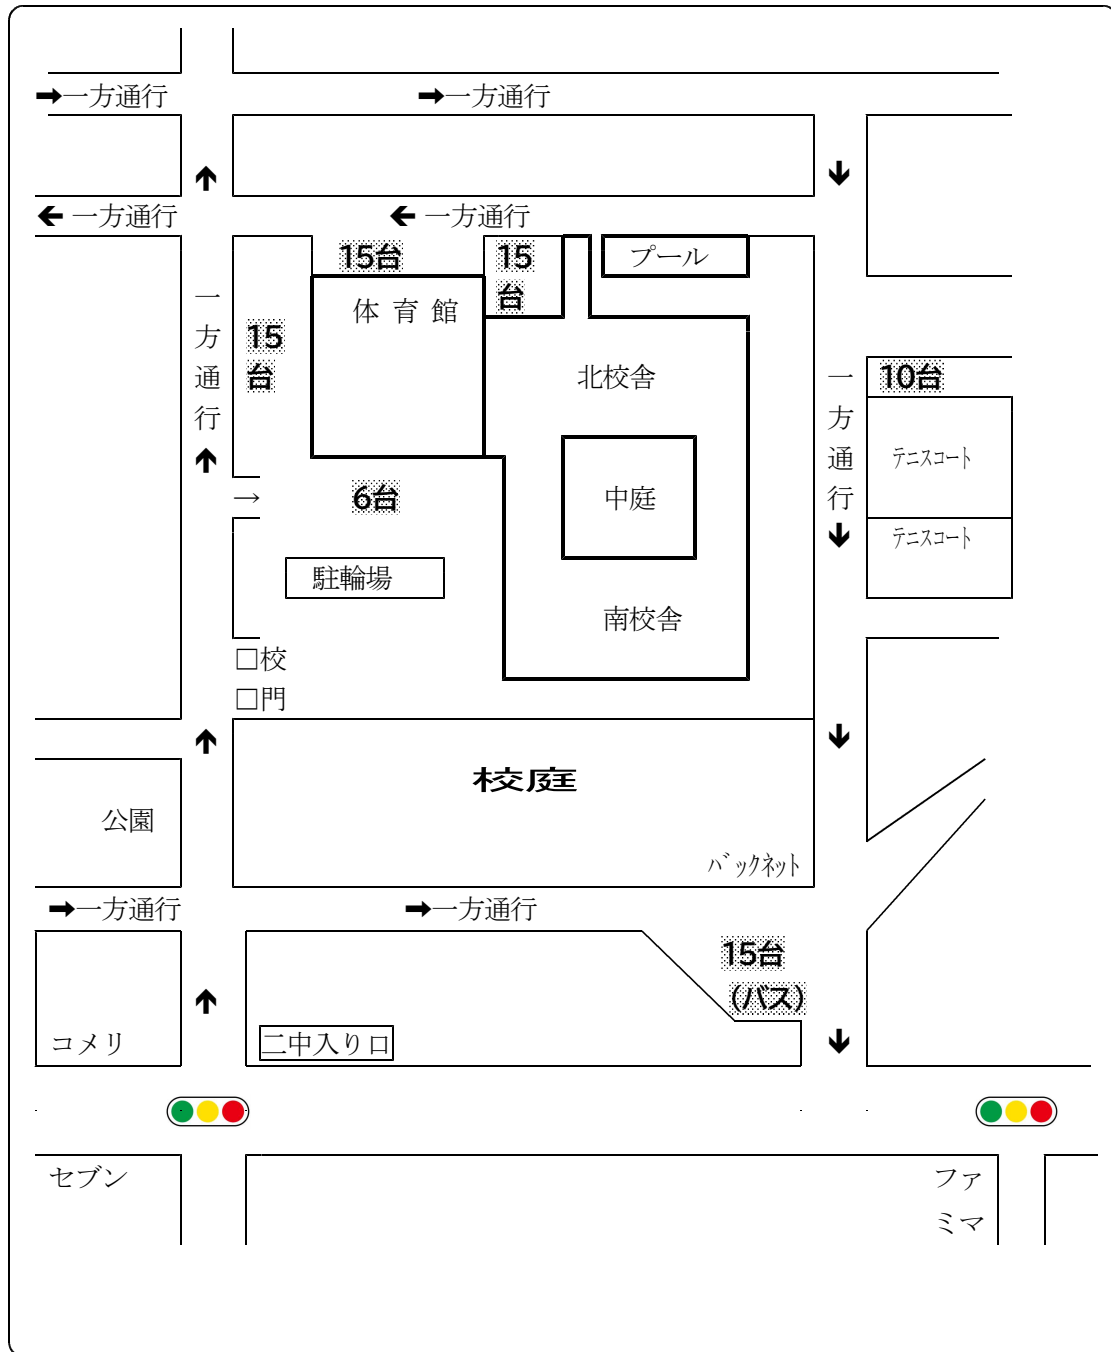 ➡一方通行
➡一方通行
⬆
⬇
⬅ 一方通行
⬅ 一方通行
15台
15
台
プール
一方通行
⬆
15
台
体 育 館
北校舎
一方通行
⬇
10台
テニスコート
→
6台
中庭
テニスコート
駐輪場
南校舎
□校
□門
⬆
⬇
校庭
公園
バックネット
➡一方通行
➡一方通行
15台
(バス)
⬆
⬇
コメリ
二中入り口
セブン
ファ
ミマ